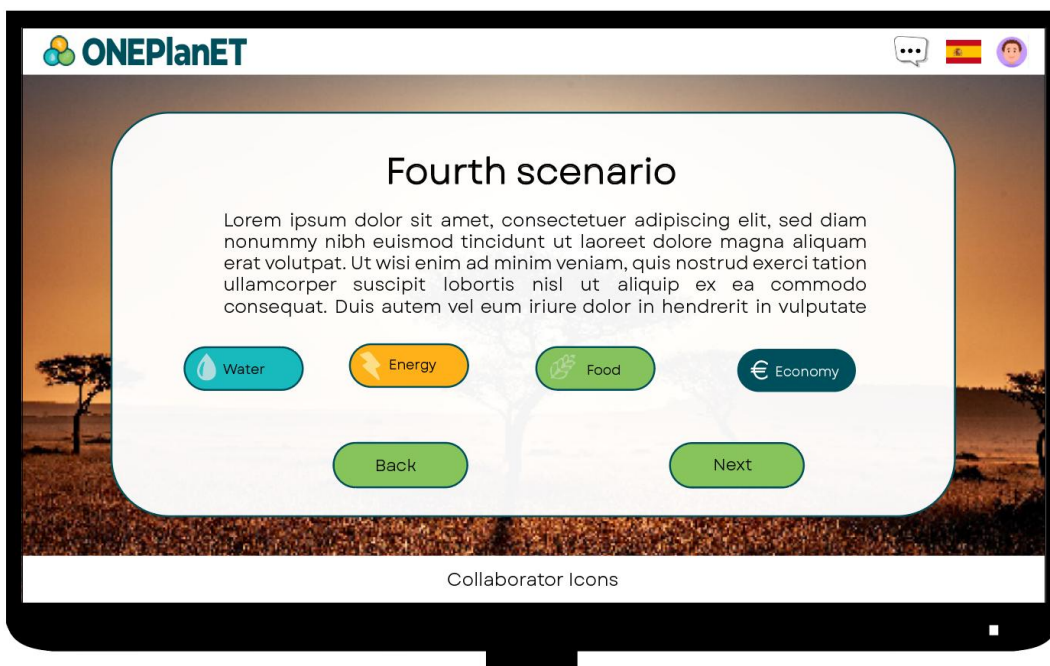 ONEPlanET
Fourth scenario
Lorem ipsum dolor sit amet, consectetuer adipiscing elit, sed diam
nonummy nibh euismod tincidunt ut laoreet dolore magna aliquam
erat volutpat. Ut wisi enim ad minim veniam, quis nostrud exerci tation
ullamcorper suscipit lobortis nisl ut aliquip ex ea commodo
consequat. Duis autem vel eum iriure dolor in hendrerit in vulputate
Water
Energy
Food
€ Economy
Back
Next
Collaborator Icons